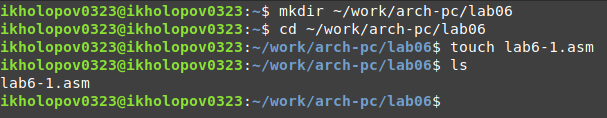 ikholopov0323@ikholopov0323:~$ mkdir ~/work/arch-pc/lab06
ikholopov0323@ikholopov0323:~$ cd ~/work/arch-pc/lab06
ikholopov0323@ikholopov0323:~/work/arch-pc/lab06$ touch lab6-1.asm
ikholopov0323@ikholopov0323:~/work/arch-pc/lab06$ ls
lab6-1.asm
ikholopov0323@ikholopov0323:~/work/arch-pc/lab06$